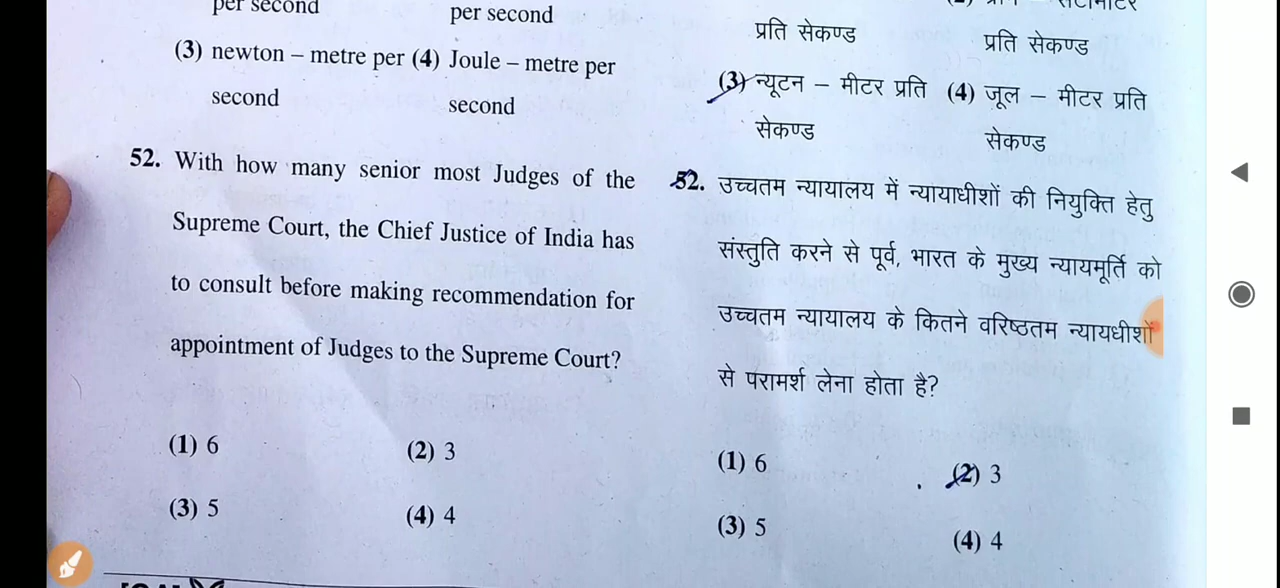 per second
per second
(3) newton – metre per (4) Joule – metre per
second
second
52. With how many senior most Judges of the
Supreme Court, the Chief Justice of India has
to consult before making recommendation for
appointment of Judges to the Supreme Court?
(1) 6
(2) 3
(3) 5
(4) 4
प्रति सेकण्ड
प्रति सेकण्ड
(3) न्यूटन – मीटर प्रति (4) जूल – मीटर प्रति
सेकण्ड
सेकण्ड
52. उच्चतम न्यायालय में न्यायाधीशों की नियुक्ति हेतु
संस्तुति करने से पूर्व, भारत के मुख्य न्यायमूर्ति को
उच्चतम न्यायालय के कितने वरिष्ठतम न्यायधीशों
से परामर्श लेना होता है?
(1) 6
(2) 3
(3) 5
(4) 4